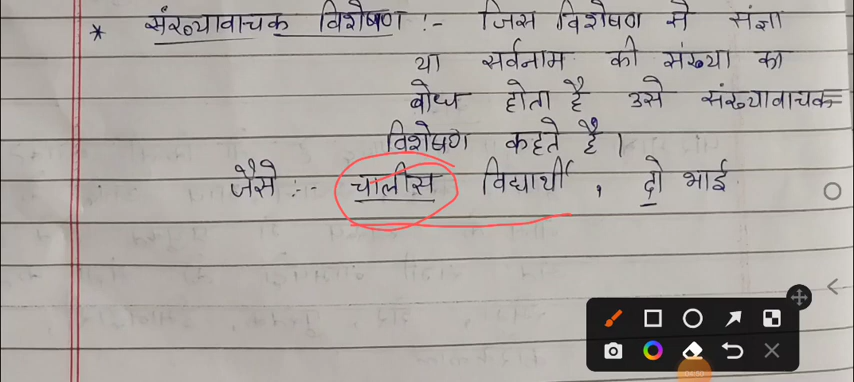 * संख्यावाचक विशेषण :- जिस विशेषण से संज्ञा
या सर्वनाम की संख्या का
बोध होता है उसे संख्यावाचक
विशेषण कहते है।
जैसे :- चालीस विद्यार्थी , दो भाई